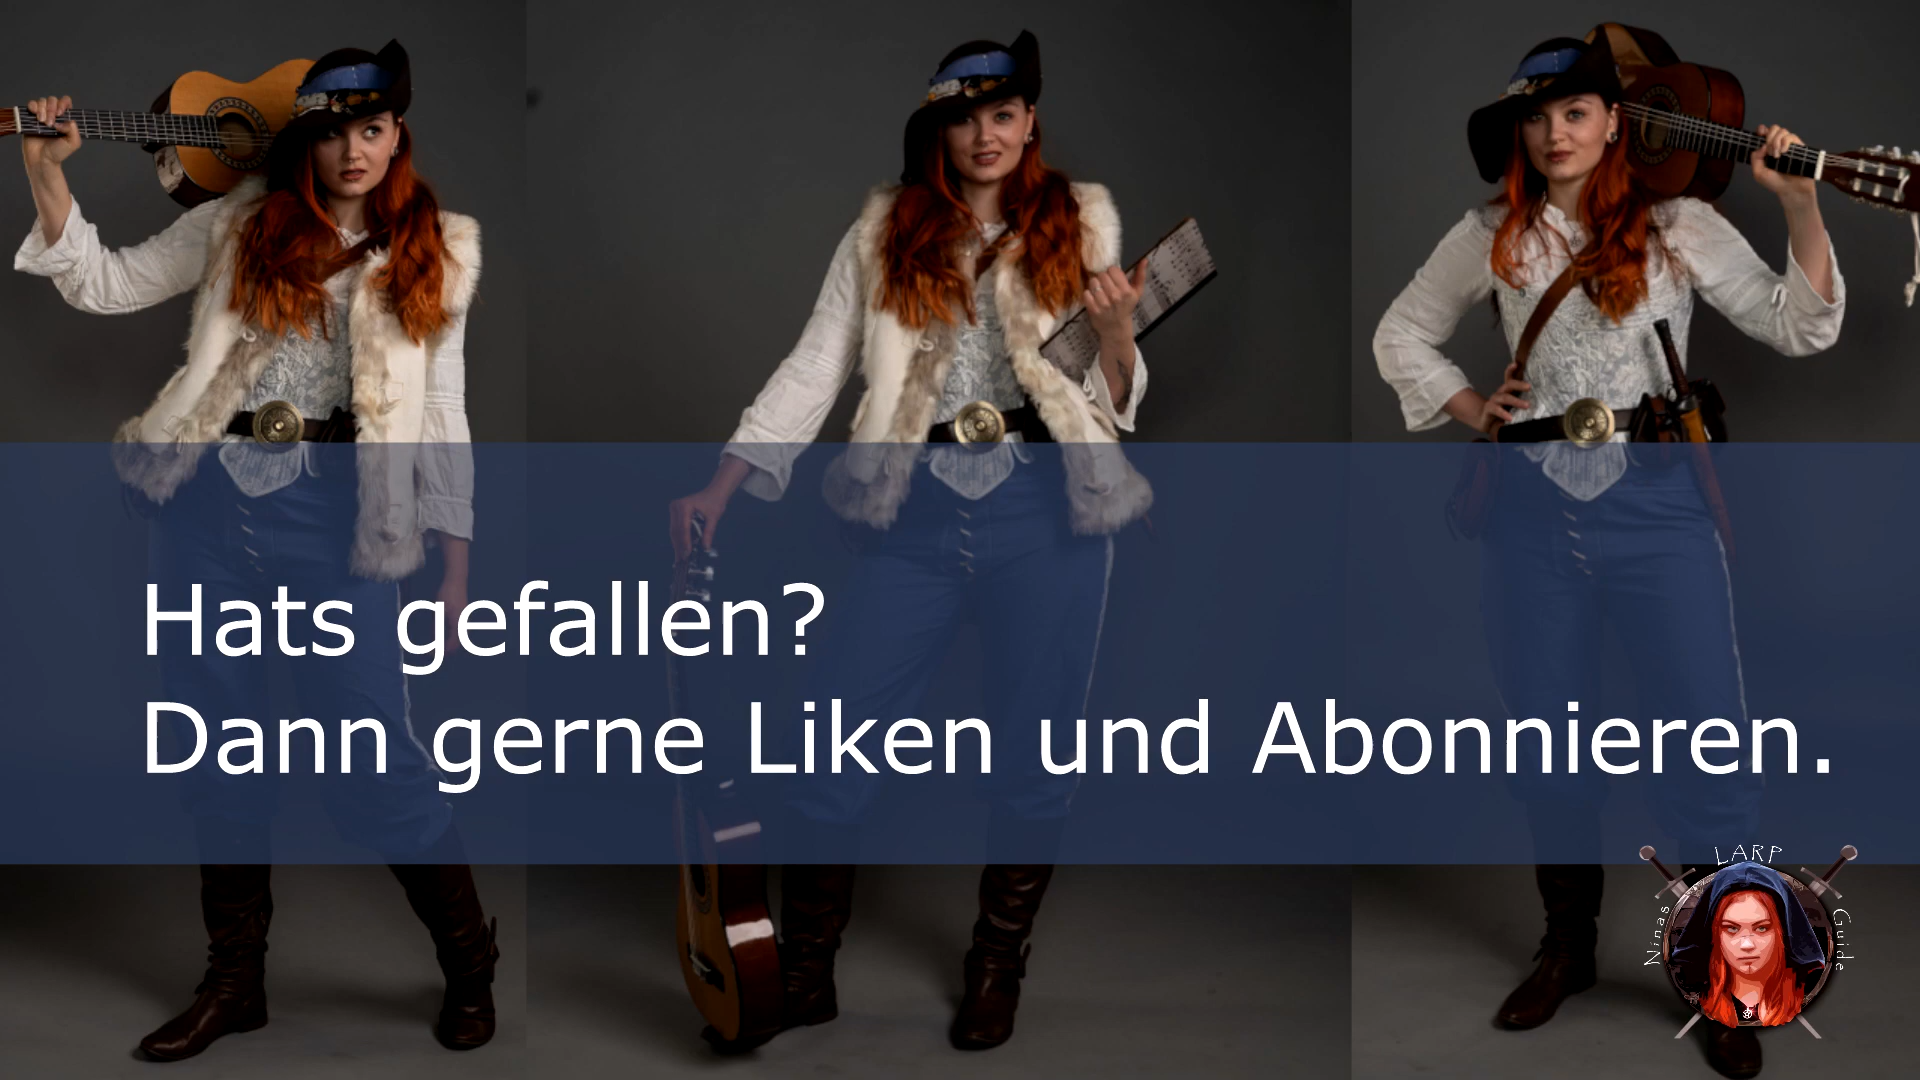 Hats gefallen?
Dann gerne Liken und Abonnieren.
LARP
Ninas
Guide